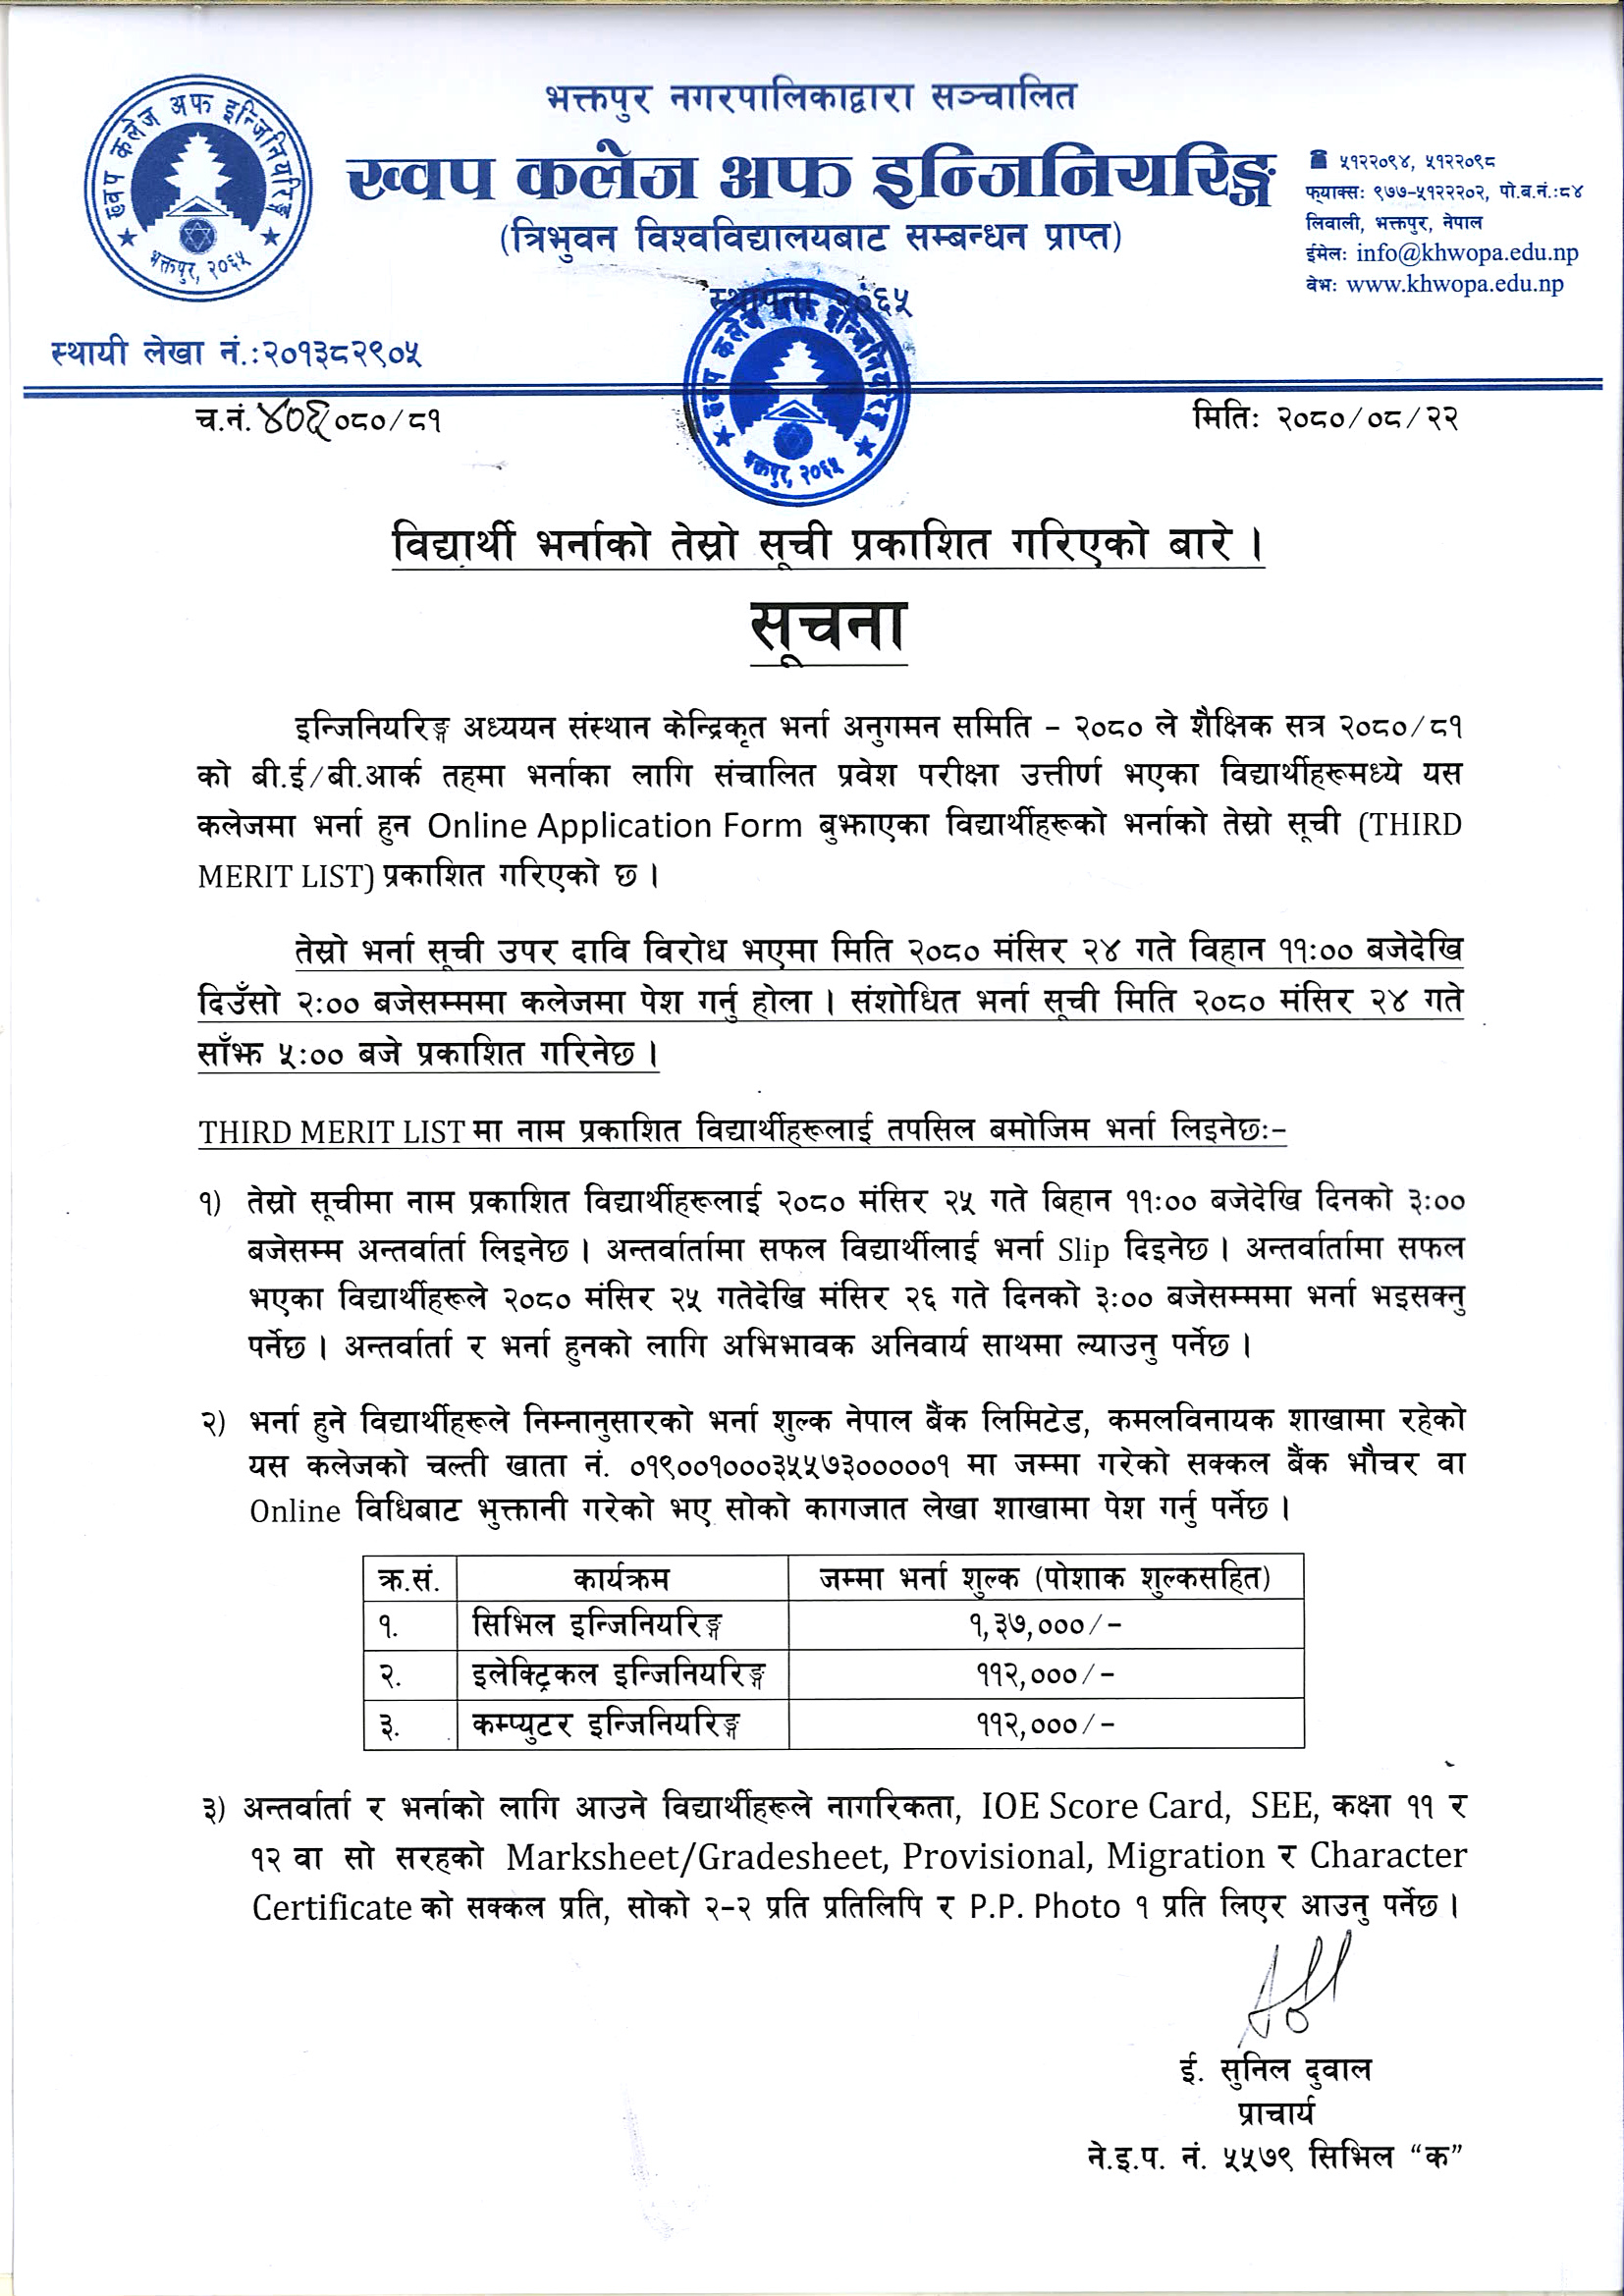 ख्वप कलेज अफ इन्जिनियरिङ्ग
भक्तपुर, २०६५
भक्तपुर नगरपालिकाद्वारा सञ्चालित
ख्वप कलेज अफ इन्जिनियरिङ्ग
(त्रिभुवन विश्वविद्यालयबाट सम्बन्धन प्राप्त)
स्थापना २०६५
५१२२०९४, ५१२२०९८
फ्याक्सः ९७७-५१२२२०२, पो.ब.नं.:८४
लिवाली, भक्तपुर, नेपाल
ईमेलः info@khwopa.edu.np
वेभः www.khwopa.edu.np
स्थायी लेखा नं.:२०१३८२९०५
ख्वप कलेज अफ इन्जिनियरिङ्ग
भक्तपुर, २०६५
च.नं. ०८०/८१
मितिः २०८०/०८/२२
विद्यार्थी भर्नाको तेस्रो सूची प्रकाशित गरिएको बारे ।
सूचना
इन्जिनियरिङ्ग अध्ययन संस्थान केन्द्रिकृत भर्ना अनुगमन समिति – २०८० ले शैक्षिक सत्र २०८०/८१
को बी.ई/बी.आर्क तहमा भर्नाका लागि संचालित प्रवेश परीक्षा उत्तीर्ण भएका विद्यार्थीहरूमध्ये यस
कलेजमा भर्ना हुन Online Application Form बुझाएका विद्यार्थीहरूको भर्नाको तेस्रो सूची (THIRD
MERIT LIST) प्रकाशित गरिएको छ ।
तेस्रो भर्ना सूची उपर दावि विरोध भएमा मिति २०८० मंसिर २४ गते विहान ११:०० बजेदेखि
दिउँसो २:०० बजेसम्ममा कलेजमा पेश गर्नु होला । संशोधित भर्ना सूची मिति २०८० मंसिर २४ गते
साँझ ५:०० बजे प्रकाशित गरिनेछ ।
THIRD MERIT LIST मा नाम प्रकाशित विद्यार्थीहरूलाई तपसिल बमोजिम भर्ना लिइनेछः–
१) तेस्रो सूचीमा नाम प्रकाशित विद्यार्थीहरूलाई २०८० मंसिर २५ गते बिहान ११:०० बजेदेखि दिनको ३:००
बजेसम्म अन्तर्वार्ता लिइनेछ । अन्तर्वार्तामा सफल विद्यार्थीलाई भर्ना Slip दिइनेछ । अन्तर्वार्तामा सफल
भएका विद्यार्थीहरूले २०८० मंसिर २५ गतेदेखि मंसिर २६ गते दिनको ३:०० बजेसम्ममा भर्ना भइसक्नु
पर्नेछ । अन्तर्वार्ता र भर्ना हुनको लागि अभिभावक अनिवार्य साथमा ल्याउनु पर्नेछ ।
२) भर्ना हुने विद्यार्थीहरूले निम्नानुसारको भर्ना शुल्क नेपाल बैंक लिमिटेड, कमलविनायक शाखामा रहेको
यस कलेजको चल्ती खाता नं. ०१९००१०००३५५७३००००१ मा जम्मा गरेको सक्कल बैंक भौचर वा
Online विधिबाट भुक्तानी गरेको भए सोको कागजात लेखा शाखामा पेश गर्नु पर्नेछ ।
क्र.सं. कार्यक्रम जम्मा भर्ना शुल्क (पोशाक शुल्कसहित)
१. सिभिल इन्जिनियरिङ्ग १,३७,०००/–
२. इलेक्ट्रिकल इन्जिनियरिङ्ग ११२,०००/–
३. कम्प्युटर इन्जिनियरिङ्ग ११२,०००/–
३) अन्तर्वार्ता र भर्नाको लागि आउने विद्यार्थीहरूले नागरिकता, IOE Score Card, SEE, कक्षा ११ र
१२ वा सो सरहको Marksheet/Gradesheet, Provisional, Migration र Character
Certificate को सक्कल प्रति, सोको २–२ प्रति प्रतिलिपि र P.P. Photo १ प्रति लिएर आउनु पर्नेछ ।
ई. सुनिल दुवाल
प्राचार्य
ने.इ.प. नं. ५५७९ सिभिल “क”